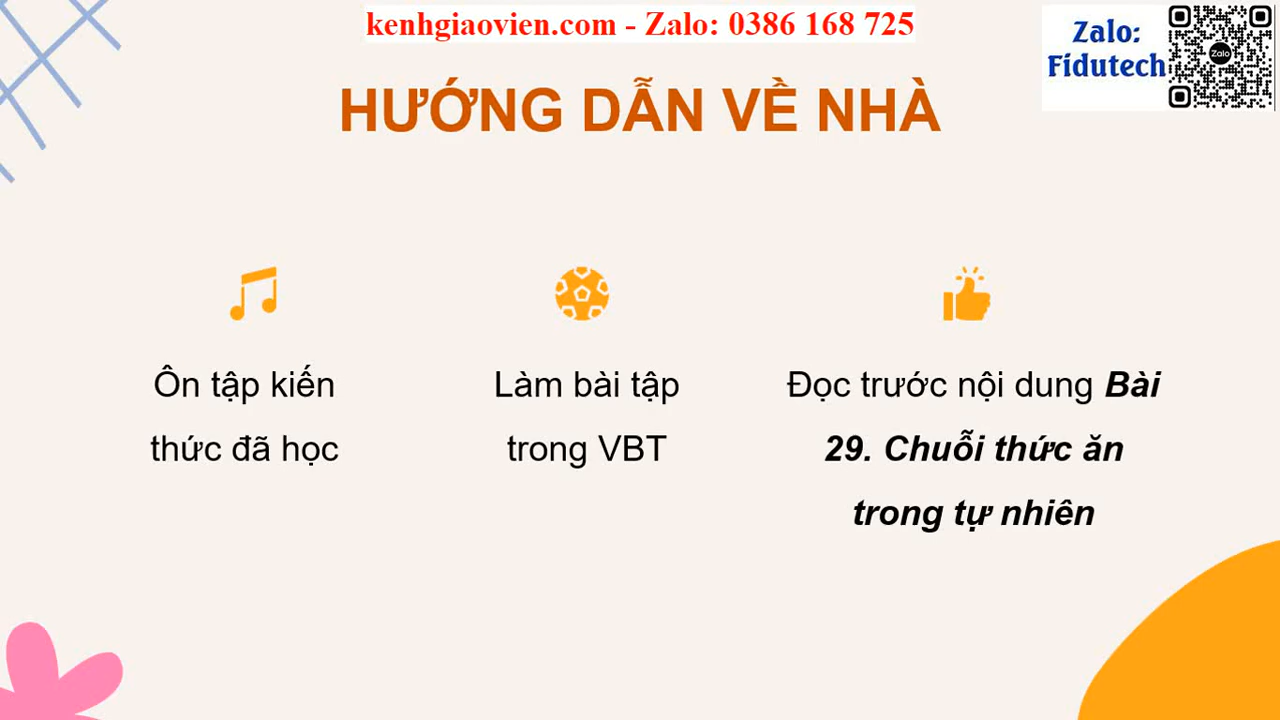 kenhgiaovien.com - Zalo: 0386 168 725
Zalo:
Fidutech
Zalo
HƯỚNG DẪN VỀ NHÀ
Ôn tập kiến
thức đã học
Làm bài tập
trong VBT
Đọc trước nội dung Bài
29. Chuỗi thức ăn
trong tự nhiên